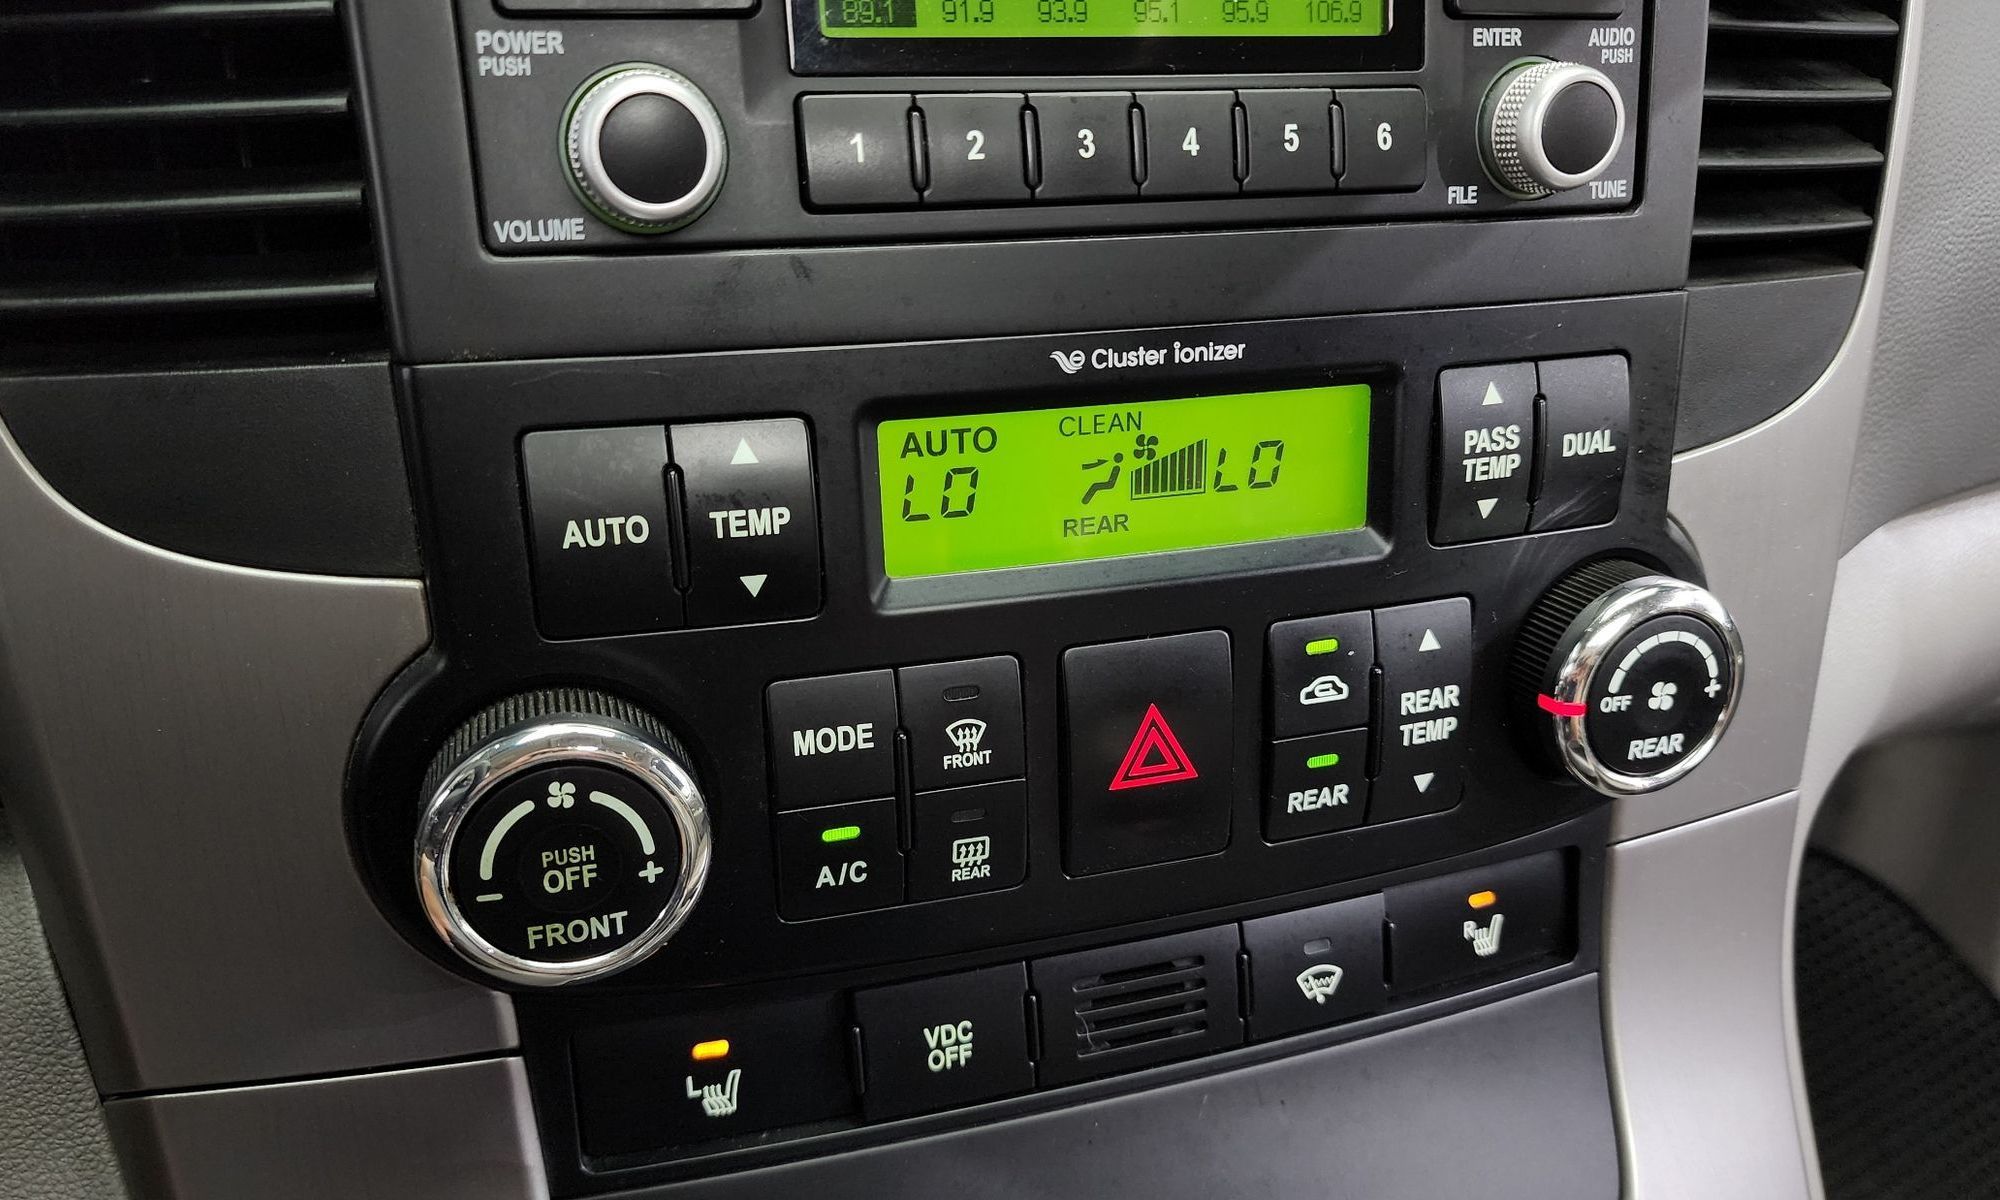 89.1 91.9 93.9 95.1 95.9 106.9
POWER
PUSH
VOLUME
1 2 3 4 5 6
ENTER
AUDIO
PUSH
FILE
TUNE
Cluster ionizer
AUTO
TEMP
AUTO
CLEAN
LO
LO
REAR
PASS
TEMP
DUAL
MODE
FRONT
A/C
REAR
REAR
REAR
TEMP
OFF
+
REAR
PUSH
OFF
- +
FRONT
L
VDC
OFF
R